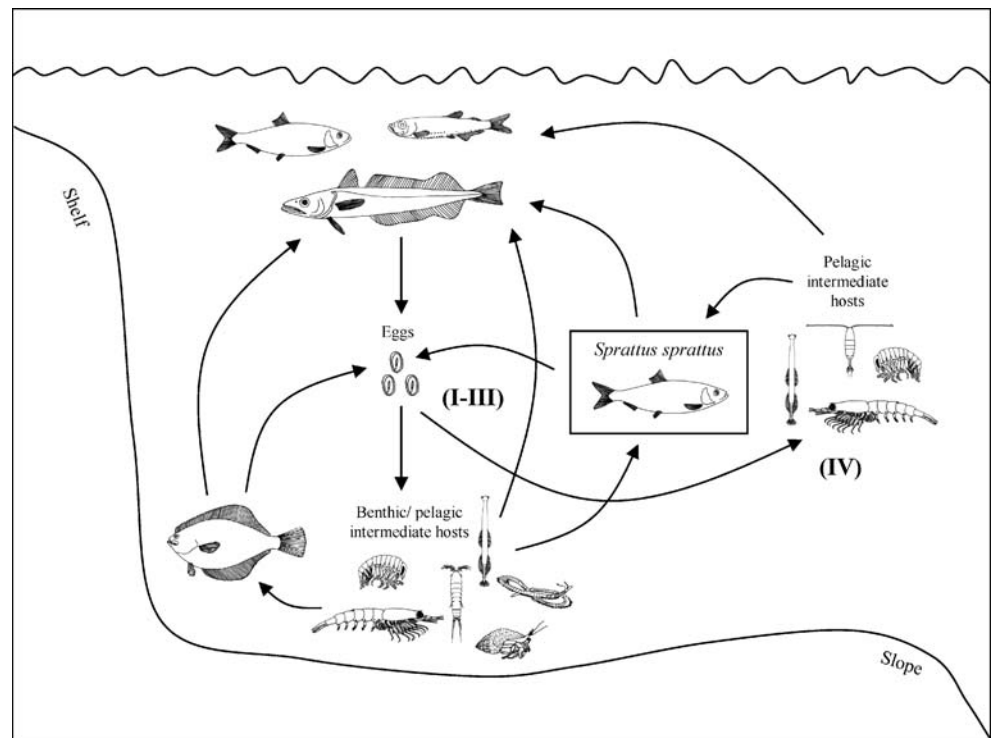 Shelf
Pelagic
intermediate
hosts
Eggs
Sprattus sprattus
(I-III)
(IV)
Benthic/ pelagic
intermediate hosts
Slope